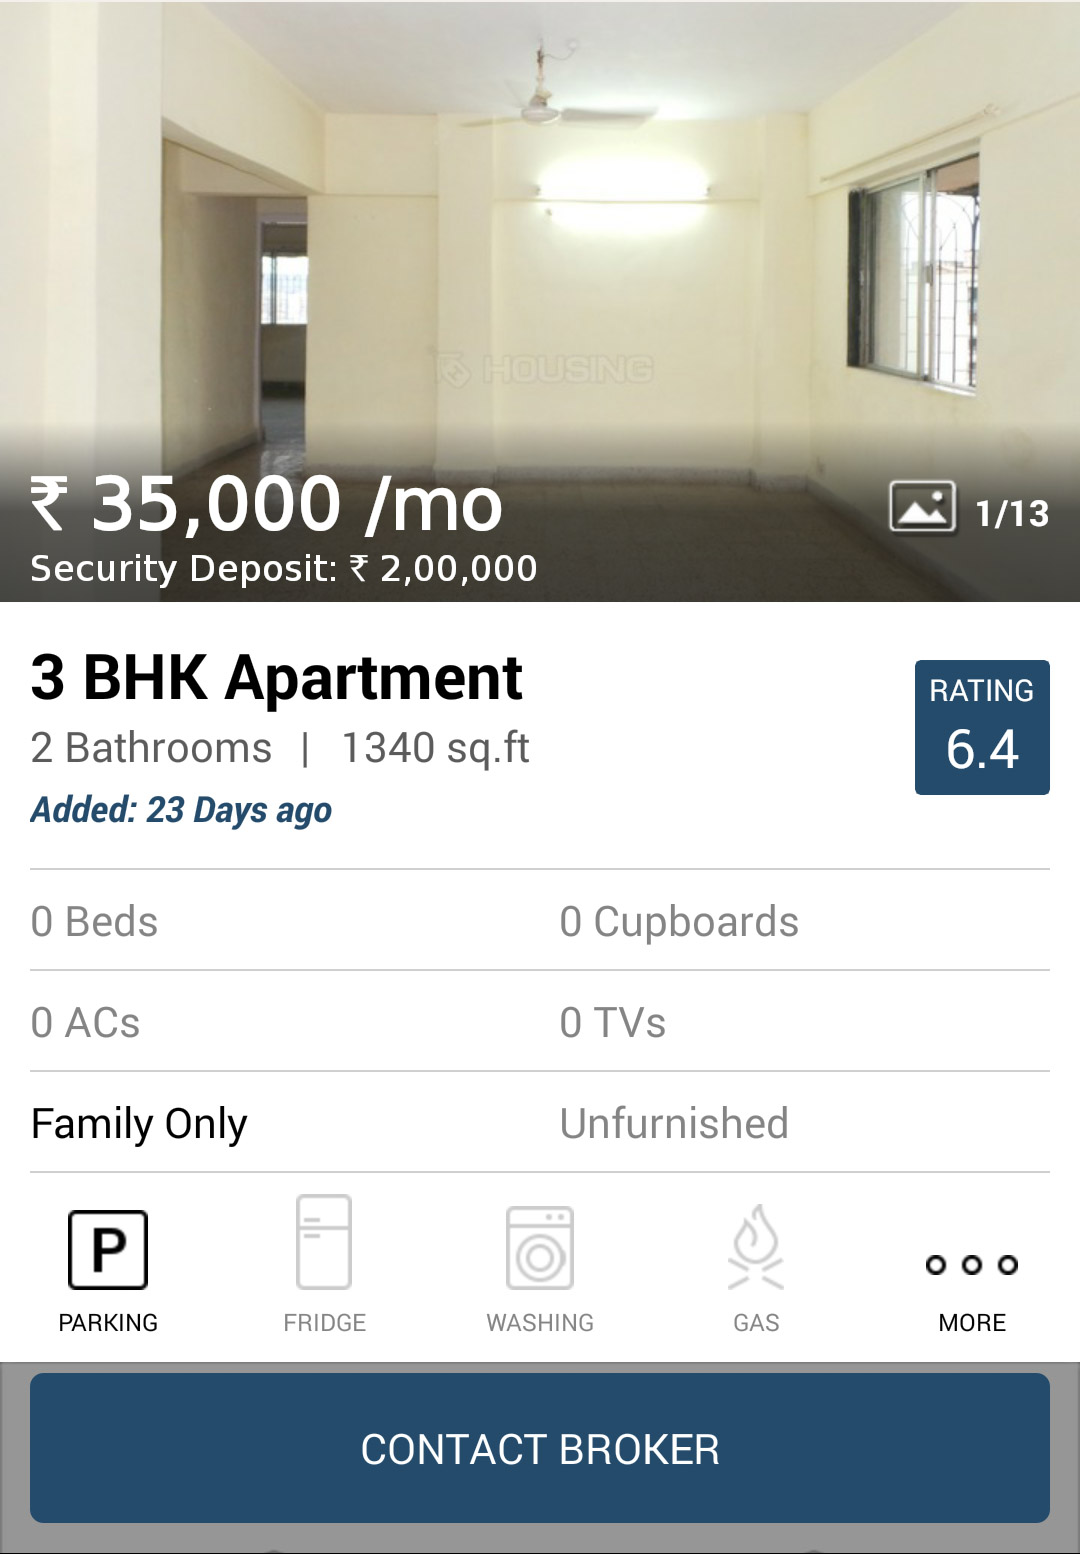 HOUSING
₹ 35,000 /mo
1/13
Security Deposit: ₹ 2,00,000
3 BHK Apartment
RATING
6.4
2 Bathrooms | 1340 sq.ft
Added: 23 Days ago
0 Beds
0 Cupboards
0 ACs
0 TVs
Family Only
Unfurnished
P
PARKING
FRIDGE
WASHING
GAS
MORE
CONTACT BROKER